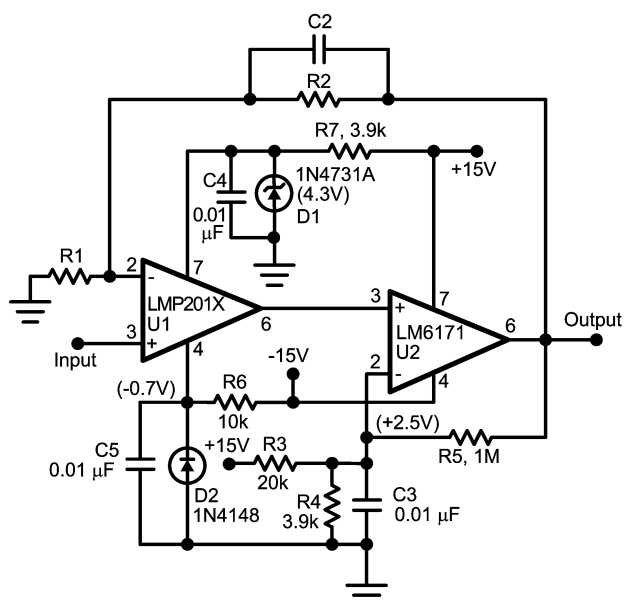 C2
R2
R7, 3.9k
+15V
C4
0.01
µF
1N4731A
(4.3V)
D1
R1
2
-
7
LMP201X
U1
6
3
+
4
Input
3
+
7
LM6171
U2
6
2
-
4
Output
-15V
(-0.7V)
R6
10k
(+2.5V)
R5, 1M
C5
0.01 µF
+15V
R3
20k
D2
1N4148
R4
3.9k
C3
0.01 µF